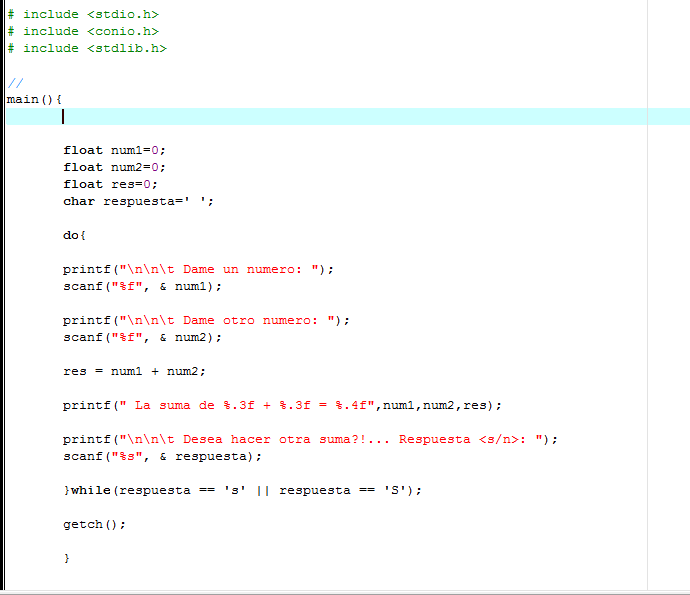 # include <stdio.h>
# include <conio.h>
# include <stdlib.h>
//
main(){
float num1=0;
float num2=0;
float res=0;
char respuesta=' ';
do{
printf("\n\n\t Dame un numero: ");
scanf("%f", & num1);
printf("\n\n\t Dame otro numero: ");
scanf("%f", & num2);
res = num1 + num2;
printf(" La suma de %.3f + %.3f = %.4f",num1,num2,res);
printf("\n\n\t Desea hacer otra suma?!... Respuesta <s/n>: ");
scanf("%s", & respuesta);
}while(respuesta == 's' || respuesta == 'S');
getch();
}